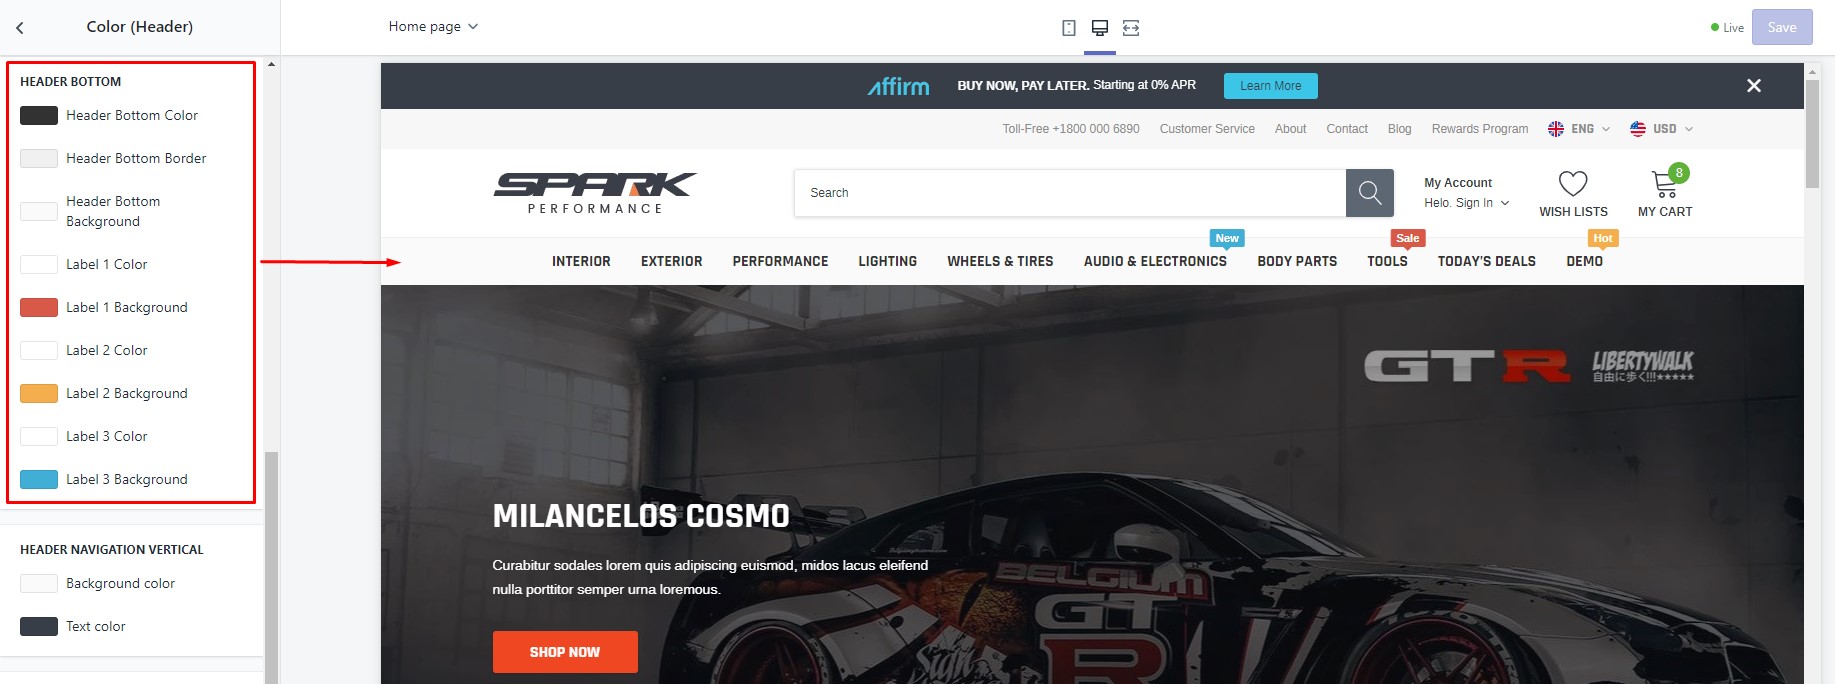 Color (Header)
Home page
Live
Save
HEADER BOTTOM
Header Bottom Color
Header Bottom Border
Header Bottom
Background
Label 1 Color
Label 1 Background
Label 2 Color
Label 2 Background
Label 3 Color
Label 3 Background
HEADER NAVIGATION VERTICAL
Background color
Text color
affirm BUY NOW, PAY LATER. Starting at 0% APR Learn More
Toll-Free +1800 000 6890 Customer Service About Contact Blog Rewards Program ENG USD
SPARK
PERFORMANCE
Search
My Account
Helo. Sign In
WISH LISTS
8
MY CART
New Sale Hot
INTERIOR EXTERIOR PERFORMANCE LIGHTING WHEELS & TIRES AUDIO & ELECTRONICS BODY PARTS TOOLS TODAY'S DEALS DEMO
GTR LIBERTYWALK
自由に歩く!!!★★★★★
MILANCELOS COSMO
Curabitur sodales lorem quis adipiscing euismod, midos lacus eleifend
nulla porttitor semper urna loremous.
SHOP NOW
BELGIUM
GT
R